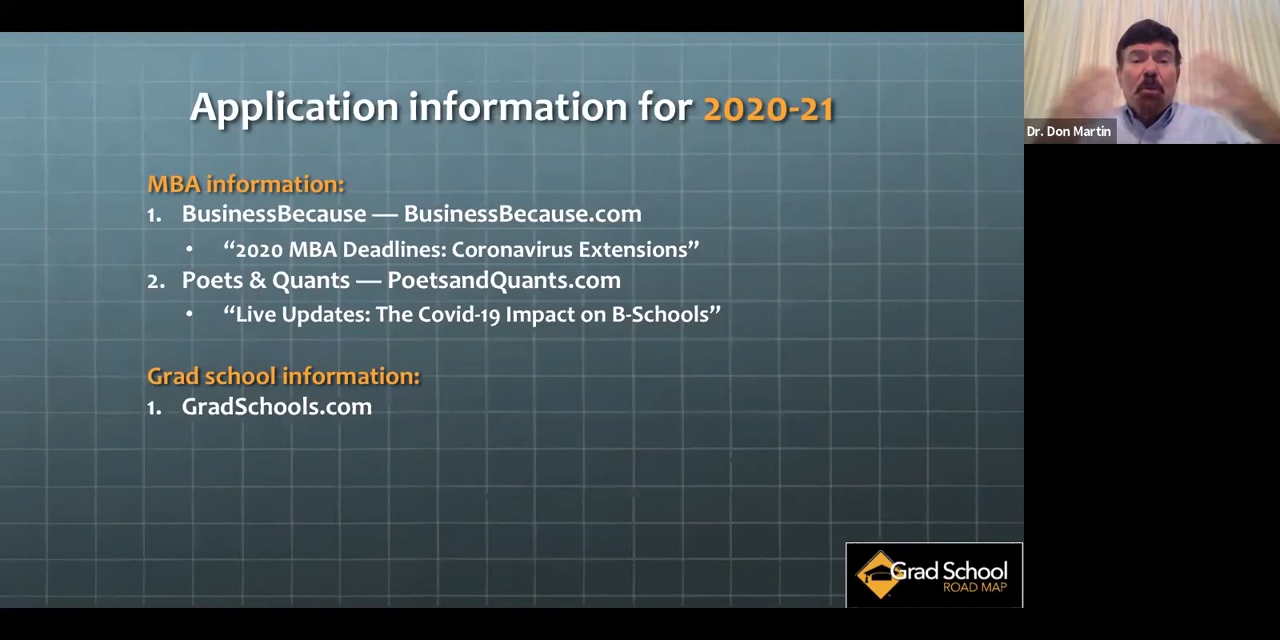 Application information for 2020-21
MBA information:
1. BusinessBecause — BusinessBecause.com
• “2020 MBA Deadlines: Coronavirus Extensions”
2. Poets & Quants — PoetsandQuants.com
• “Live Updates: The Covid-19 Impact on B-Schools”
Grad school information:
1. GradSchools.com
Grad School
ROAD MAP
Dr. Don Martin